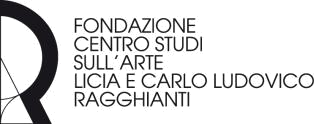 FONDAZIONE
CENTRO STUDI
SULL'ARTE
LICIA E CARLO LUDOVICO
RAGGHIANTI